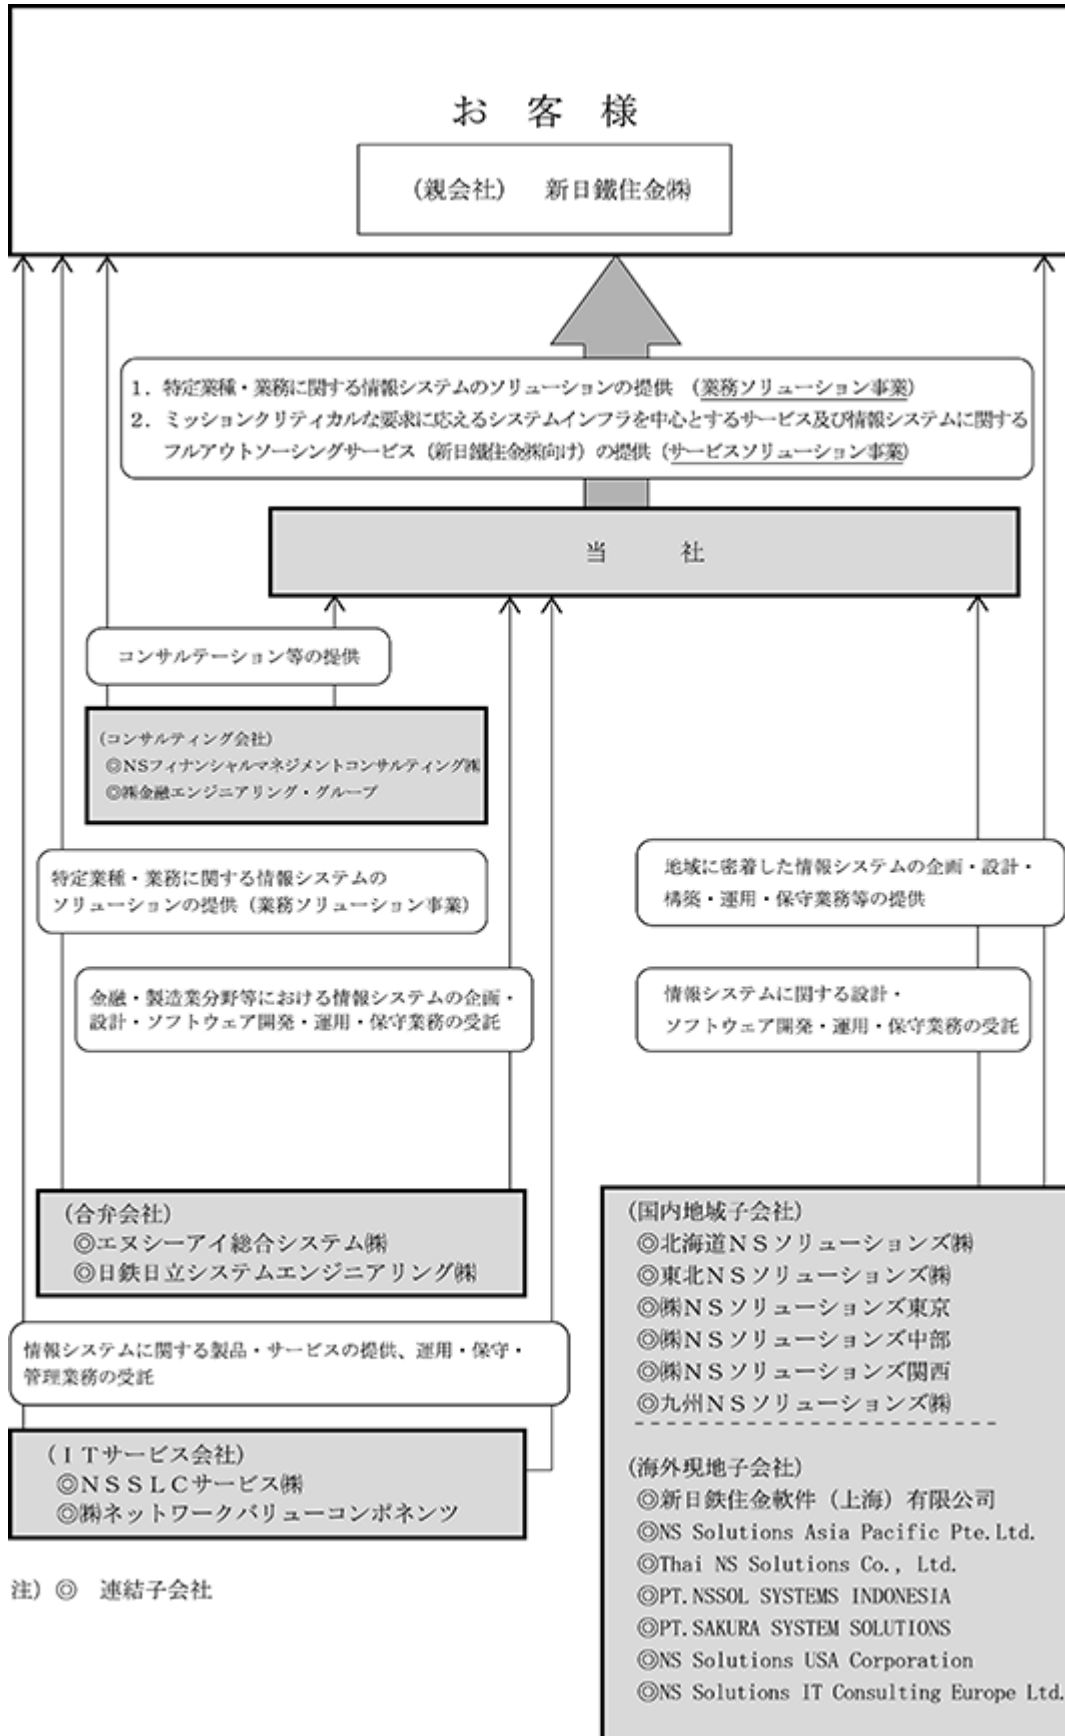 お客様
(親会社) 新日鐵住金㈱
1. 特定業種・業務に関する情報システムのソリューションの提供 (業務ソリューション事業)
2. ミッションクリティカルな要求に応えるシステムインフラを中心とするサービス及び情報システムに関する
フルアウトソーシングサービス (新日鐵住金㈱向け) の提供 (サービスソリューション事業)
当社
コンサルテーション等の提供
(コンサルティング会社)
◎NSフィナンシャルマネジメントコンサルティング㈱
◎㈱金融エンジニアリング・グループ
特定業種・業務に関する情報システムの
ソリューションの提供 (業務ソリューション事業)
地域に密着した情報システムの企画・設計・
構築・運用・保守業務等の提供
金融・製造業分野等における情報システムの企画・
設計・ソフトウェア開発・運用・保守業務の受託
情報システムに関する設計・
ソフトウェア開発・運用・保守業務の受託
(合弁会社)
◎エヌシーアイ総合システム㈱
◎日鉄日立システムエンジニアリング㈱
情報システムに関する製品・サービスの提供、運用・保守・
管理業務の受託
(ITサービス会社)
◎NSSLCサービス㈱
◎㈱ネットワークバリューコンポネンツ
(国内地域子会社)
◎北海道NSソリューションズ㈱
◎東北NSソリューションズ㈱
◎㈱NSソリューションズ東京
◎㈱NSソリューションズ中部
◎㈱NSソリューションズ関西
◎九州NSソリューションズ㈱
(海外現地子会社)
◎新日鉄住金軟件 (上海) 有限公司
◎NS Solutions Asia Pacific Pte.Ltd.
◎Thai NS Solutions Co., Ltd.
◎PT.NSSOL SYSTEMS INDONESIA
◎PT.SAKURA SYSTEM SOLUTIONS
◎NS Solutions USA Corporation
◎NS Solutions IT Consulting Europe Ltd.
注) ◎ 連結子会社